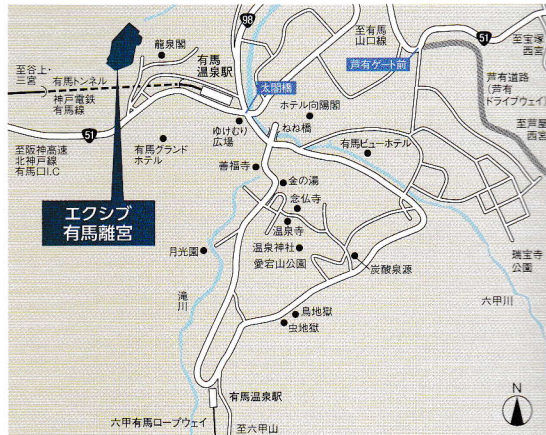 98
51
至有馬
山口線
至宝塚
西宮
芦有ゲート前
龍泉閣
有馬
温泉駅
至谷上・
三宮
有馬トンネル
神戸電鉄
有馬線
太閤橋
芦有道路
(芦有
ドライブウェイ)
ホテル向陽閣
至芦屋
西宮
ゆけむり
広場
ねね橋
51
有馬グランド
ホテル
有馬ビューホテル
至阪神高速
北神戸線
有馬口I.C
善福寺
金の湯
念仏寺
エクシブ
有馬離宮
温泉寺
月光園
温泉神社
愛宕山公園
炭酸泉源
瑞宝寺
公園
滝川
六甲川
鳥地獄
虫地獄
有馬温泉駅
N
六甲有馬ロープウェイ
至六甲山